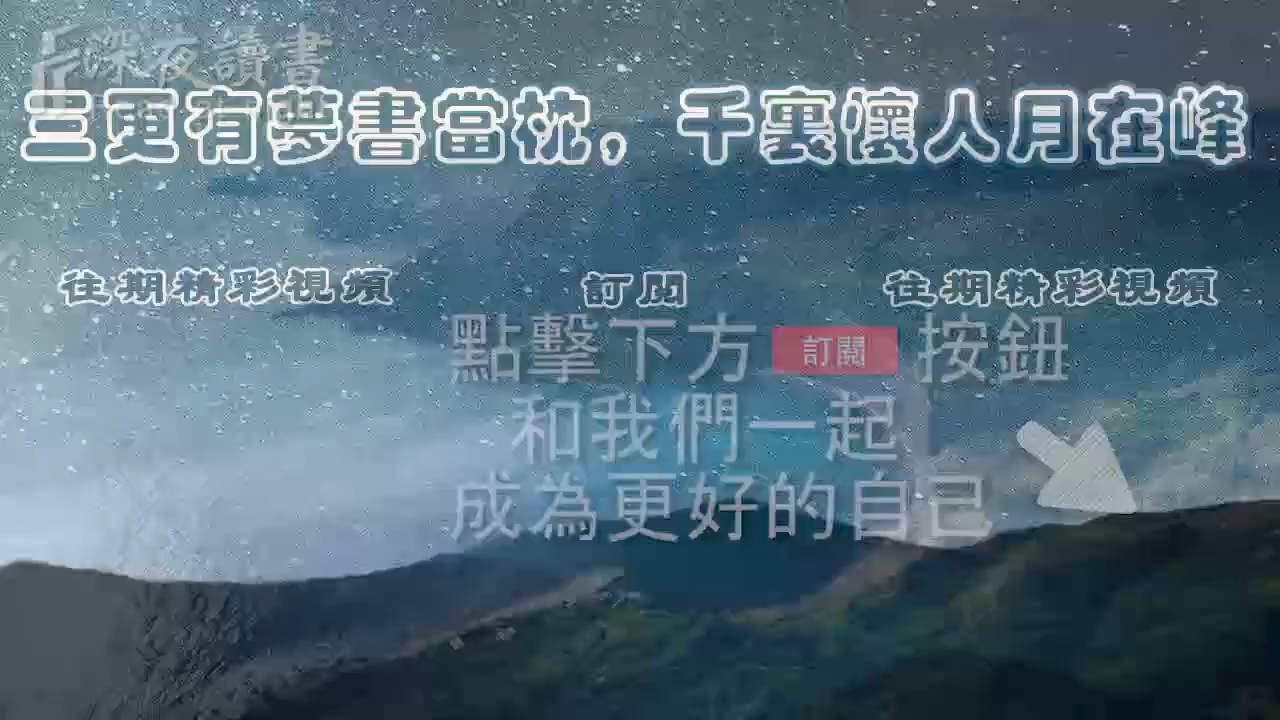 深夜讀書
三更有夢書當枕，千裏懷人月在峰
往期精彩視頻 訂閱 往期精彩視頻
點擊下方 訂閱 按鈕
和我們一起
成為更好的自己